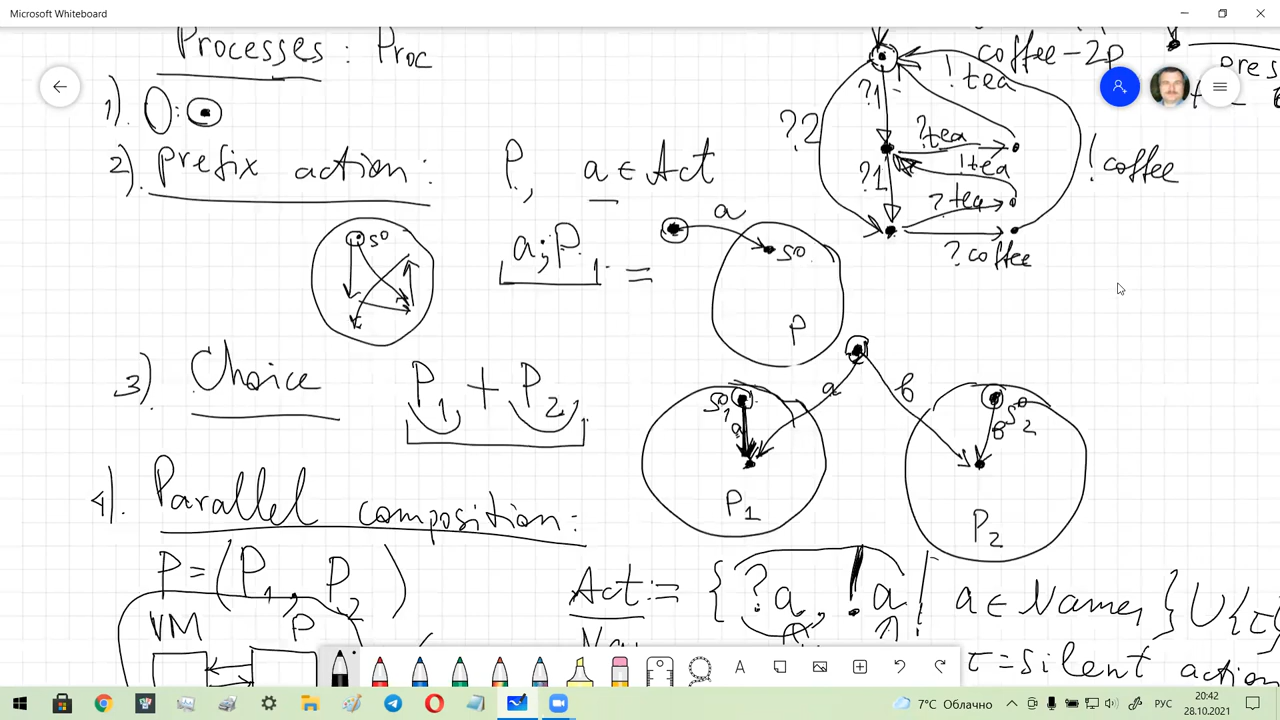 Microsoft Whiteboard
Processes : Proc
1). 0 :
2). prefix action :
P, a ∈ Act
a;P =
a
s⁰
s⁰
P
3) Choice
P₁ + P₂
a
b
s⁰₁
a
P₁
s⁰₂
b
P₂
4). Parallel composition:
P = (P₁, P₂)
VM
P
Act := { ?a, !a | a ∈ Names } ∪ {τ}
τ = silent action
coffee - 2p
!tea
?1
?2
?tea
!tea
?1
?tea
!coffee
?coffee
A
7°C Облачно
РУС
20:42
28.10.2021